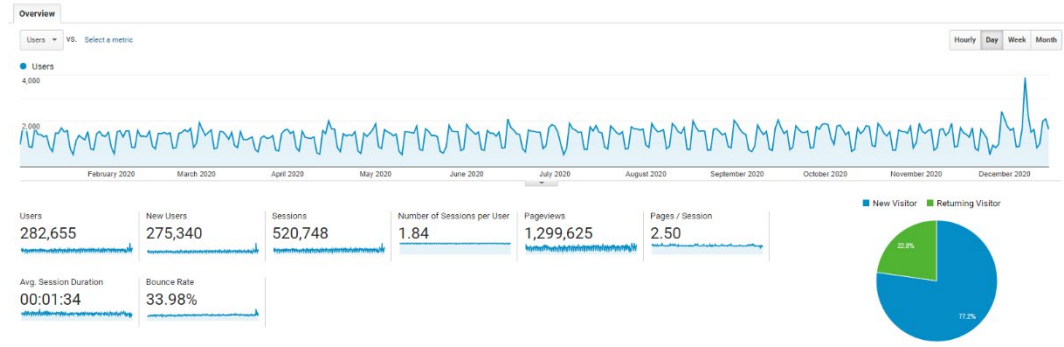 Overview
Users VS. Select a metric
Hourly Day Week Month
Users
4,000
2,000
February 2020 March 2020 April 2020 May 2020 June 2020 July 2020 August 2020 September 2020 October 2020 November 2020 December 2020
New Visitor Returning Visitor
Users New Users Sessions Number of Sessions per User Pageviews Pages / Session
282,655 275,340 520,748 1.84 1,299,625 2.50
22.8%
Avg. Session Duration Bounce Rate
00:01:34 33.98%
77.2%